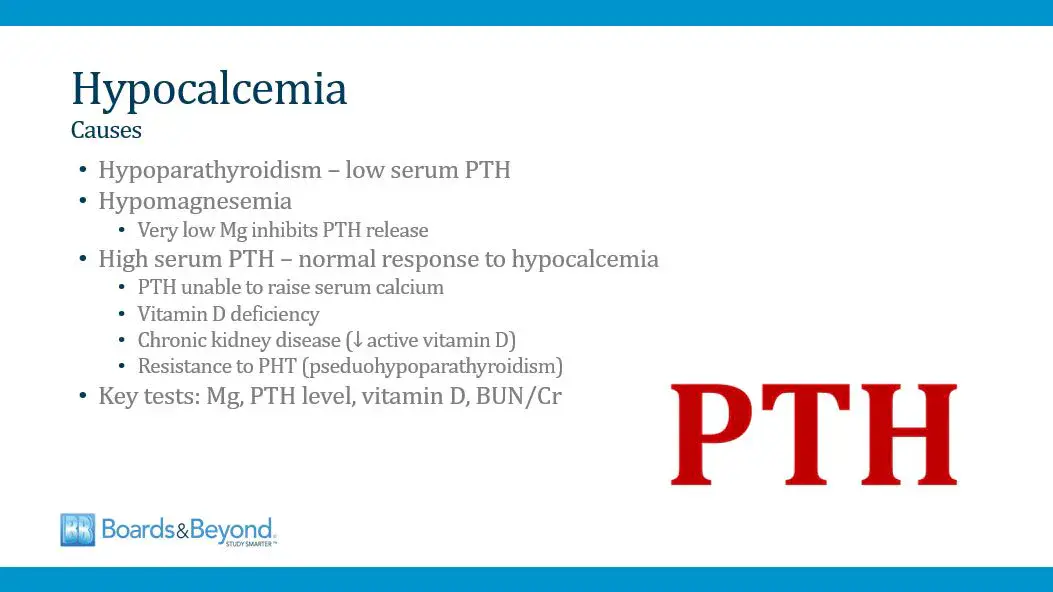 Hypocalcemia
Causes
• Hypoparathyroidism – low serum PTH
• Hypomagnesemia
• Very low Mg inhibits PTH release
• High serum PTH – normal response to hypocalcemia
• PTH unable to raise serum calcium
• Vitamin D deficiency
• Chronic kidney disease (↓ active vitamin D)
• Resistance to PHT (pseduohypoparathyroidism)
• Key tests: Mg, PTH level, vitamin D, BUN/Cr
PTH
BB Boards&Beyond.
STUDY SMARTER™